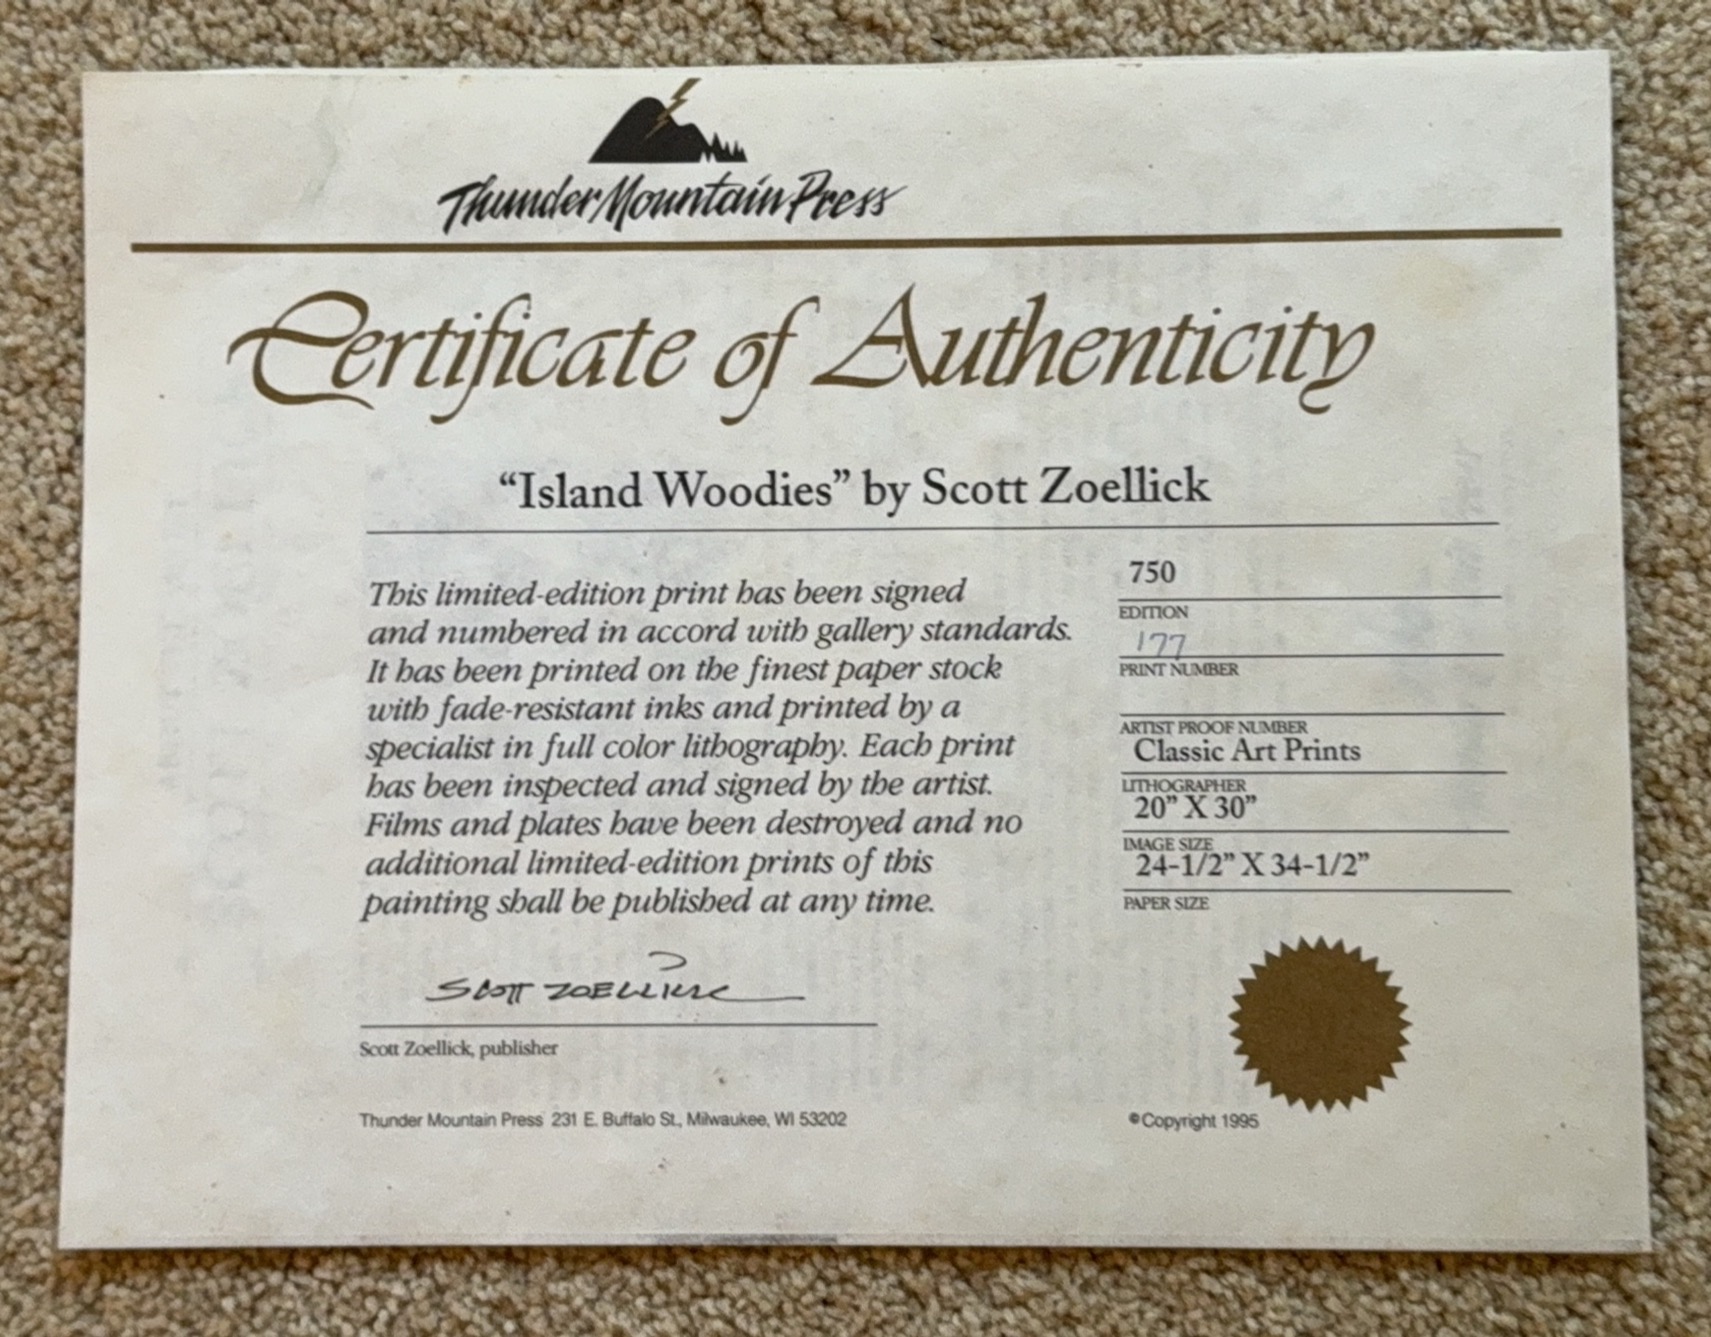 Thunder Mountain Press
Certificate of Authenticity
“Island Woodies” by Scott Zoellick
This limited-edition print has been signed
and numbered in accord with gallery standards.
It has been printed on the finest paper stock
with fade-resistant inks and printed by a
specialist in full color lithography. Each print
has been inspected and signed by the artist.
Films and plates have been destroyed and no
additional limited-edition prints of this
painting shall be published at any time.
SCOTT ZOELLICK
Scott Zoellick, publisher
Thunder Mountain Press 231 E. Buffalo St., Milwaukee, WI 53202
750
EDITION
177
PRINT NUMBER
ARTIST PROOF NUMBER
Classic Art Prints
LITHOGRAPHER
20” X 30”
IMAGE SIZE
24-1/2” X 34-1/2”
PAPER SIZE
© Copyright 1995